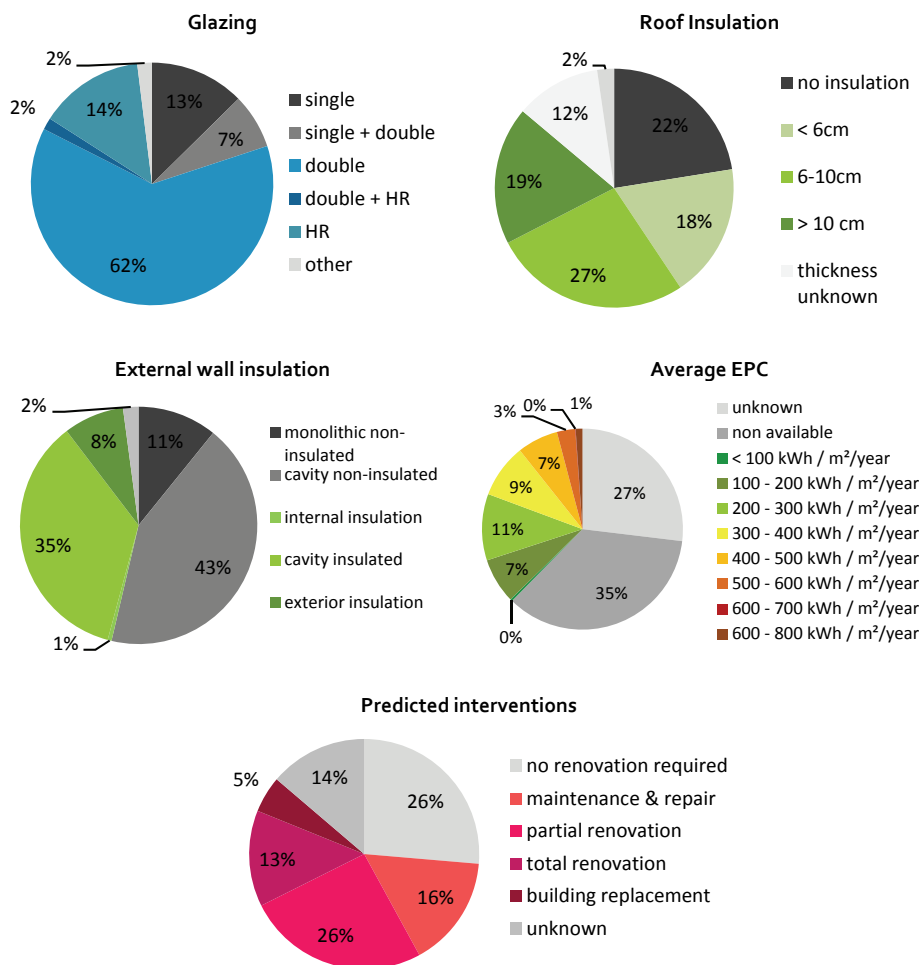 Glazing
2%
2%
14%
13%
7%
62%
single
single + double
double
double + HR
HR
other
Roof Insulation
2%
12%
22%
19%
18%
27%
no insulation
< 6cm
6-10cm
> 10 cm
thickness
unknown
External wall insulation
2%
8%
11%
35%
43%
1%
monolithic non-
insulated
cavity non-insulated
internal insulation
cavity insulated
exterior insulation
Average EPC
3%
0%
1%
7%
9%
27%
11%
7%
35%
0%
unknown
non available
< 100 kWh / m²/year
100 - 200 kWh / m²/year
200 - 300 kWh / m²/year
300 - 400 kWh / m²/year
400 - 500 kWh / m²/year
500 - 600 kWh / m²/year
600 - 700 kWh / m²/year
600 - 800 kWh / m²/year
Predicted interventions
5%
14%
26%
13%
16%
26%
no renovation required
maintenance & repair
partial renovation
total renovation
building replacement
unknown